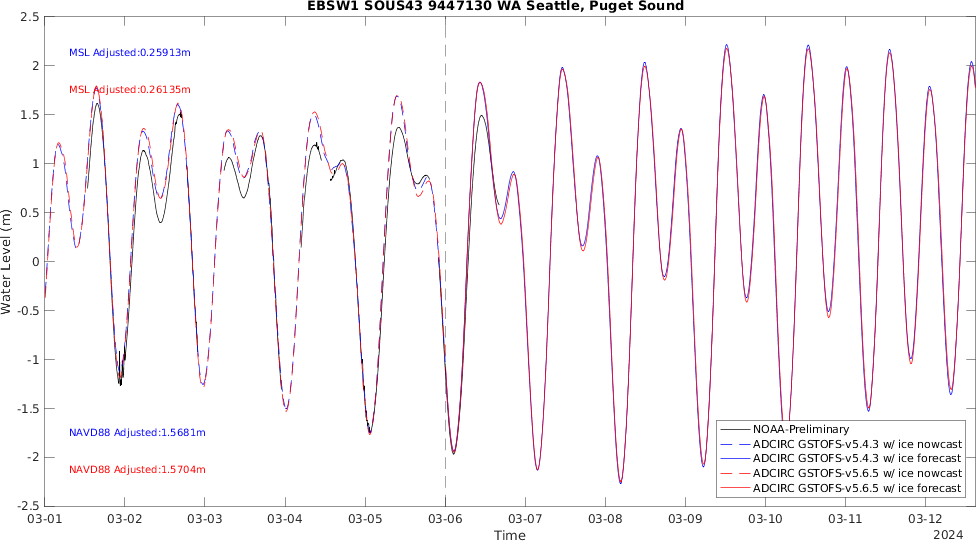 EBSW1 SOUS43 9447130 WA Seattle, Puget Sound
2.5
2
1.5
1
0.5
0
-0.5
-1
-1.5
-2
-2.5
Water Level (m)
MSL Adjusted:0.25913m
MSL Adjusted:0.26135m
NAVD88 Adjusted:1.5681m
NAVD88 Adjusted:1.5704m
NOAA-Preliminary
ADCIRC GSTOFS-v5.4.3 w/ ice nowcast
ADCIRC GSTOFS-v5.4.3 w/ ice forecast
ADCIRC GSTOFS-v5.6.5 w/ ice nowcast
ADCIRC GSTOFS-v5.6.5 w/ ice forecast
03-01 03-02 03-03 03-04 03-05 03-06 03-07 03-08 03-09 03-10 03-11 03-12
Time
2024